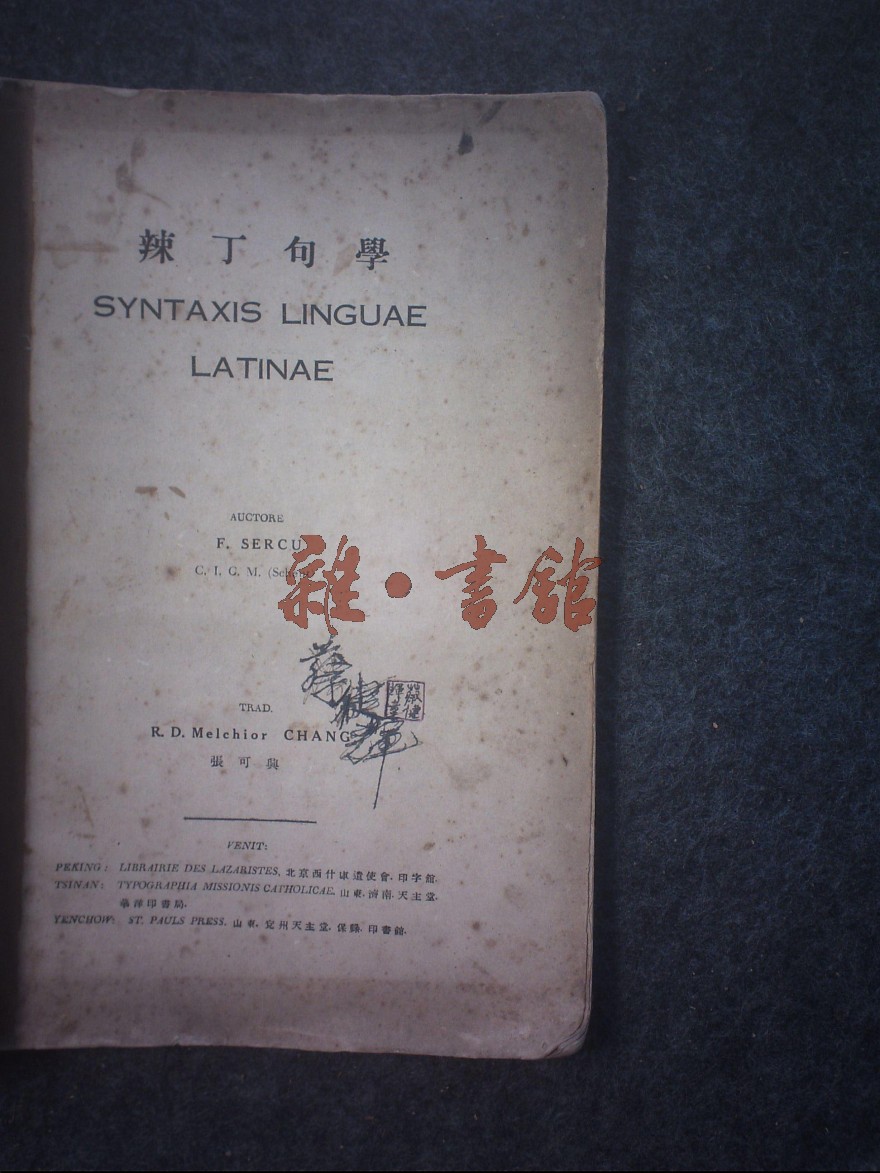 辣丁句學
SYNTAXIS LINGUAE
LATINAE
AUCTORE
F. SERCU
C. I. C. M. (Scheut)
雜·書館
TRAD.
R. D. Melchior CHANG
張可興
VENIT:
PEKING: LIBRAIRIE DES LAZARISTES, 北京西什庫遣使會·印字館.
TSINAN: TYPOGRAPHIA MISSIONIS CATHOLICAE, 山東·濟南·天主堂·
華洋印書局.
YENCHOW: ST. PAULS PRESS. 山東·兗州天主堂·保祿·印書館.